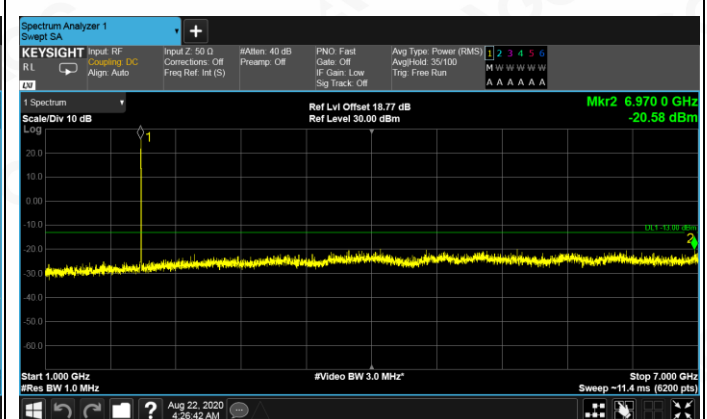 Spectrum Analyzer 1
Swept SA
+
KEYSIGHT
RL
LXI
Input: RF
Coupling: DC
Align: Auto
Input Z: 50 Ω
Corrections: Off
Freq Ref: Int (S)
#Atten: 40 dB
Preamp: Off
PNO: Fast
Gate: Off
IF Gain: Low
Sig Track: Off
Avg Type: Power (RMS)
Avg|Hold: 35/100
Trig: Free Run
1 2 3 4 5 6
M W W W W W
A A A A A A
1 Spectrum
Scale/Div 10 dB
Ref Lvl Offset 18.77 dB
Ref Level 30.00 dBm
Mkr2 6.970 0 GHz
-20.58 dBm
Log
1
20.0
10.0
0.00
-10.0
DL1 -13.00 dBm
2
-20.0
-30.0
-40.0
-50.0
-60.0
Start 1.000 GHz
#Res BW 1.0 MHz
#Video BW 3.0 MHz*
Stop 7.000 GHz
Sweep ~11.4 ms (6200 pts)
?
Aug 22, 2020
4:26:42 AM